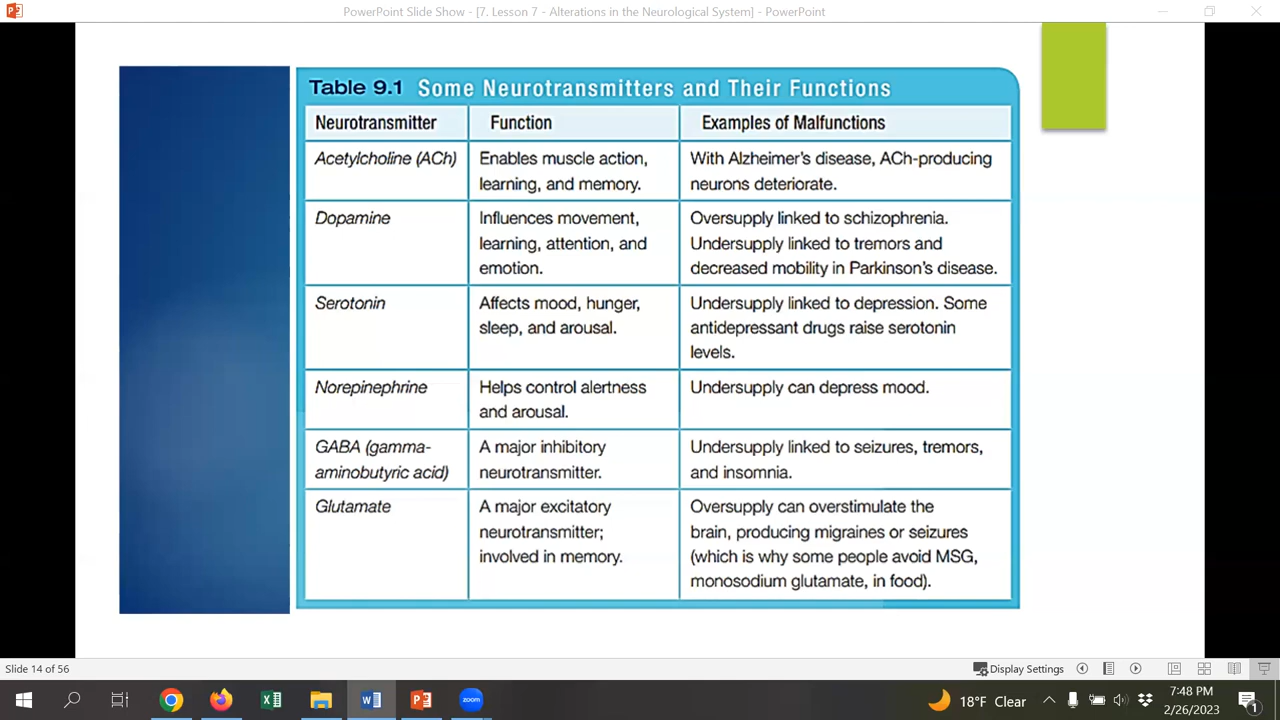 PowerPoint Slide Show - [7. Lesson 7 - Alterations in the Neurological System] - PowerPoint
Table 9.1 Some Neurotransmitters and Their Functions
Neurotransmitter Function Examples of Malfunctions
Acetylcholine (ACh) Enables muscle action, With Alzheimer's disease, ACh-producing
learning, and memory. neurons deteriorate.
Dopamine Influences movement, Oversupply linked to schizophrenia.
learning, attention, and Undersupply linked to tremors and
emotion. decreased mobility in Parkinson's disease.
Serotonin Affects mood, hunger, Undersupply linked to depression. Some
sleep, and arousal. antidepressant drugs raise serotonin
levels.
Norepinephrine Helps control alertness Undersupply can depress mood.
and arousal.
GABA (gamma- A major inhibitory Undersupply linked to seizures, tremors,
aminobutyric acid) neurotransmitter. and insomnia.
Glutamate A major excitatory Oversupply can overstimulate the
neurotransmitter; brain, producing migraines or seizures
involved in memory. (which is why some people avoid MSG,
monosodium glutamate, in food).
Slide 14 of 56 Display Settings
zoom 18°F Clear 7:48 PM
2/26/2023 1